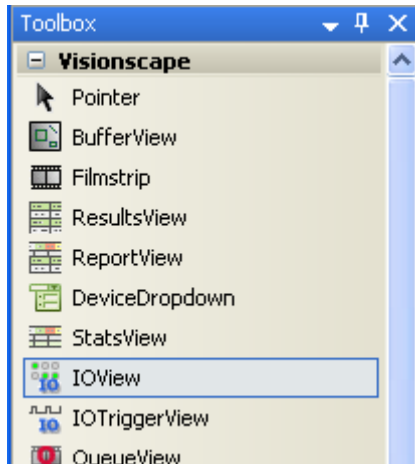 Toolbox
Visionscape
Pointer
BufferView
Filmstrip
ResultsView
ReportView
DeviceDropdown
StatsView
IOView
IOTriggerView
QueueView